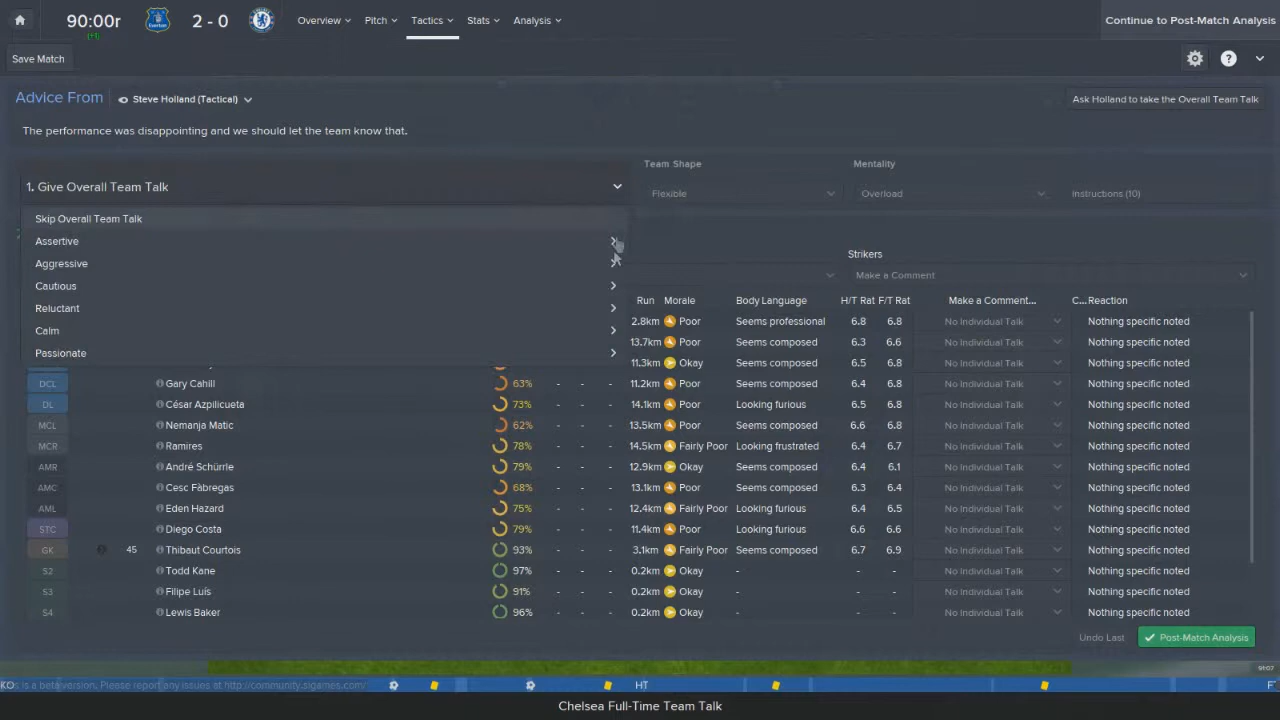 90:00r
(+1)
Everton
2 - 0
Overview
Pitch
Tactics
Stats
Analysis
Continue to Post-Match Analysis
Save Match
?
Advice From
Steve Holland (Tactical)
Ask Holland to take the Overall Team Talk
The performance was disappointing and we should let the team know that.
Team Shape
Mentality
1. Give Overall Team Talk
Flexible
Overload
Instructions (10)
Skip Overall Team Talk
Assertive
Aggressive
Cautious
Reluctant
Calm
Passionate
Strikers
Make a Comment
Run Morale Body Language H/T Rat F/T Rat Make a Comment... C... Reaction
2.8km Poor Seems professional 6.8 6.8 No Individual Talk Nothing specific noted
13.7km Poor Seems composed 6.3 6.6 No Individual Talk Nothing specific noted
11.3km Okay Seems composed 6.5 6.8 No Individual Talk Nothing specific noted
DCL Gary Cahill 63% - - - 11.2km Poor Seems composed 6.4 6.8 No Individual Talk Nothing specific noted
DL César Azpilicueta 73% - - - 14.1km Poor Looking furious 6.5 6.8 No Individual Talk Nothing specific noted
MCL Nemanja Matic 62% - - - 13.5km Poor Seems composed 6.6 6.8 No Individual Talk Nothing specific noted
MCR Ramires 78% - - - 14.5km Fairly Poor Looking frustrated 6.4 6.7 No Individual Talk Nothing specific noted
AMR André Schürrle 79% - - - 12.9km Okay Seems composed 6.4 6.1 No Individual Talk Nothing specific noted
AMC Cesc Fàbregas 68% - - - 13.1km Poor Seems composed 6.3 6.4 No Individual Talk Nothing specific noted
AML Eden Hazard 75% - - - 12.4km Fairly Poor Looking furious 6.4 6.5 No Individual Talk Nothing specific noted
STC Diego Costa 79% - - - 11.4km Poor Looking furious 6.6 6.6 No Individual Talk Nothing specific noted
GK 45 Thibaut Courtois 93% - - - 3.1km Fairly Poor Seems composed 6.7 6.9 No Individual Talk Nothing specific noted
S2 Todd Kane 97% - - - 0.2km Okay - - - No Individual Talk Nothing specific noted
S3 Filipe Luís 91% - - - 0.2km Okay - - - No Individual Talk Nothing specific noted
S4 Lewis Baker 96% - - - 0.2km Okay - - - No Individual Talk Nothing specific noted
Undo Last
Post-Match Analysis
91:07
KO is a beta version. Please report any issues at http://community.sigames.com/
HT
F
Chelsea Full-Time Team Talk